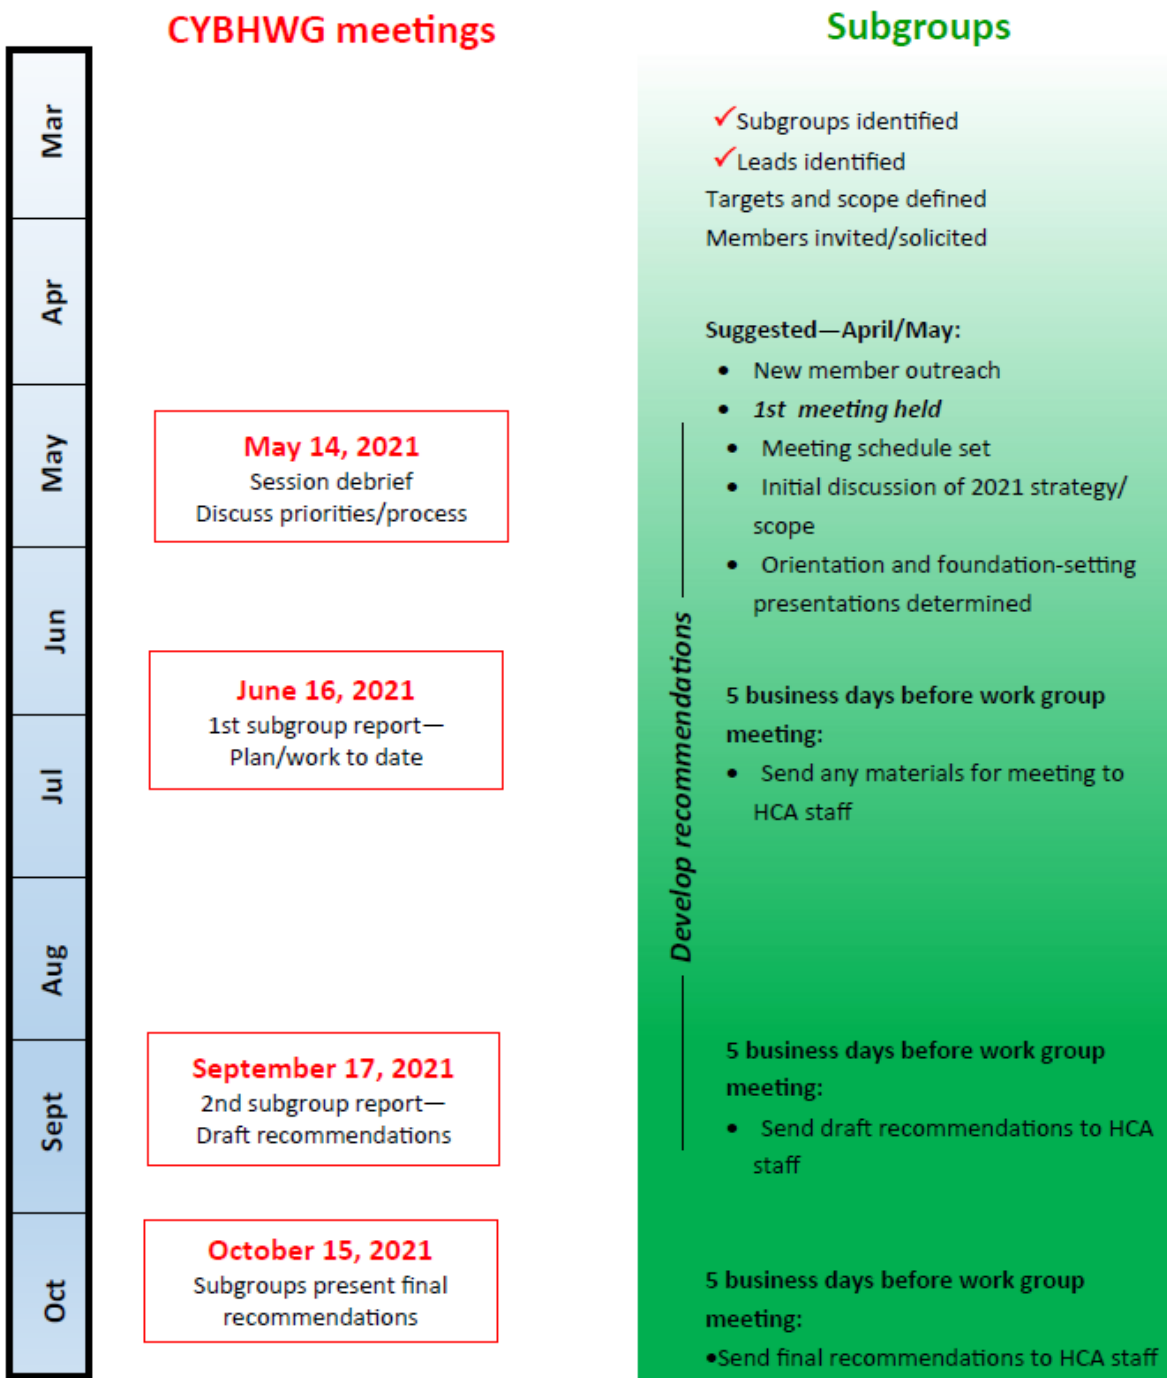 CYBHWG meetings
Subgroups
Mar
Apr
May
Jun
Jul
Aug
Sept
Oct
May 14, 2021
Session debrief
Discuss priorities/process
June 16, 2021
1st subgroup report—
Plan/work to date
September 17, 2021
2nd subgroup report—
Draft recommendations
October 15, 2021
Subgroups present final
recommendations
✓Subgroups identified
✓Leads identified
Targets and scope defined
Members invited/solicited
Suggested—April/May:
• New member outreach
• 1st meeting held
• Meeting schedule set
• Initial discussion of 2021 strategy/
scope
• Orientation and foundation-setting
presentations determined
Develop recommendations
5 business days before work group
meeting:
• Send any materials for meeting to
HCA staff
5 business days before work group
meeting:
• Send draft recommendations to HCA
staff
5 business days before work group
meeting:
•Send final recommendations to HCA staff